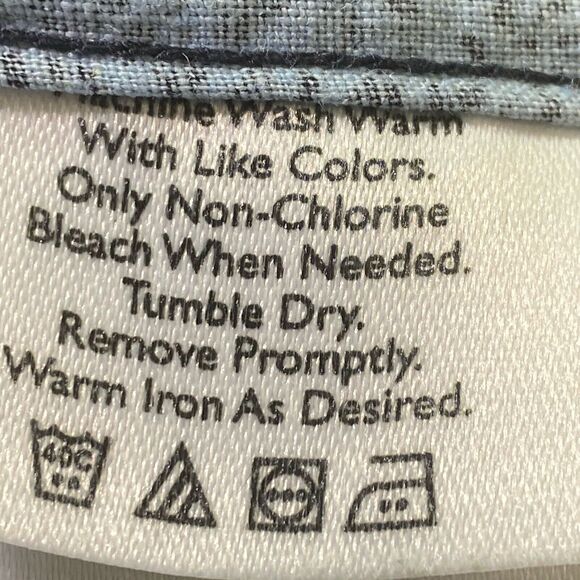 Machine Wash Warm
With Like Colors.
Only Non-Chlorine
Bleach When Needed.
Tumble Dry.
Remove Promptly.
Warm Iron As Desired.
40C